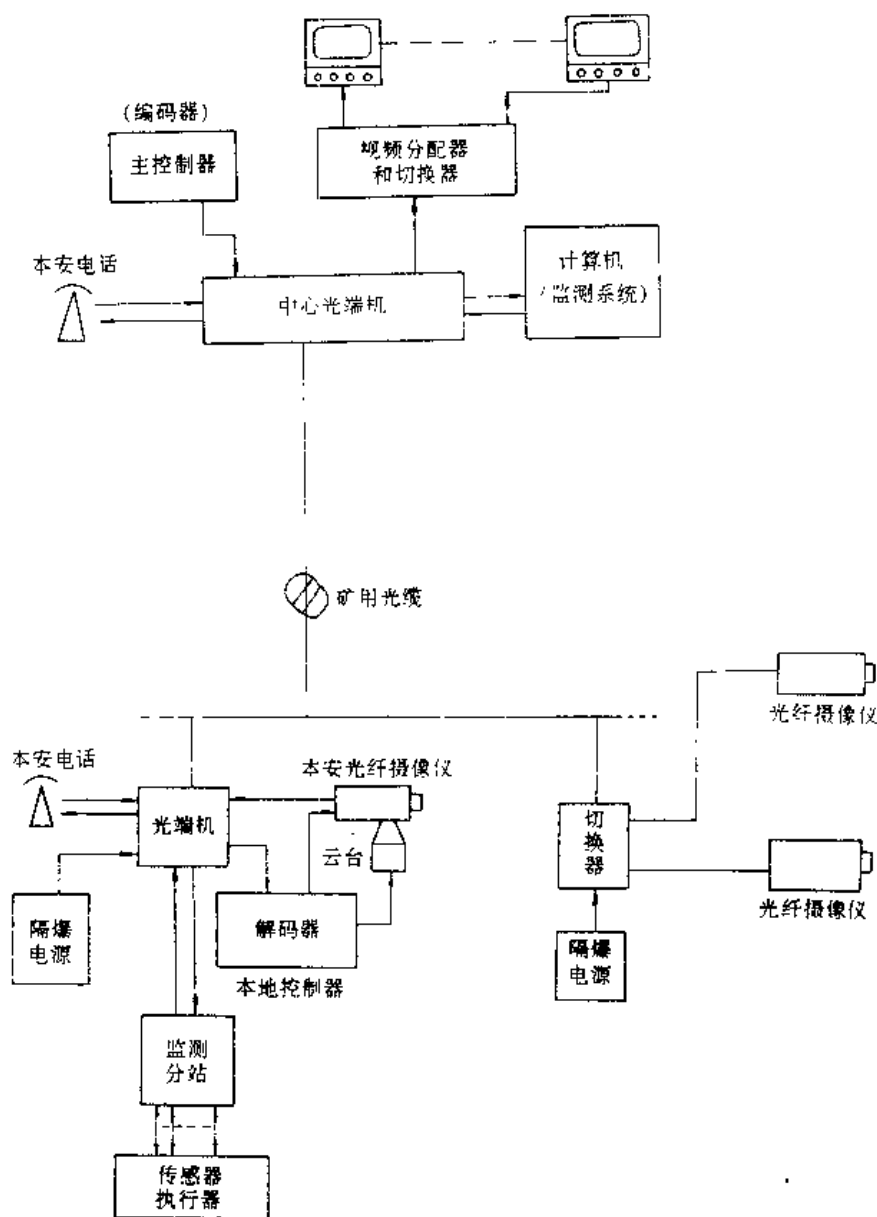 (编码器)
主控制器
视频分配器
和切换器
本安电话
中心光端机
计算机
(监测系统)
矿用光缆
光纤摄像仪
本安电话
本安光纤摄像仪
光端机
云台
切
换
器
光纤摄像仪
隔爆
电源
解码器
本地控制器
隔爆
电源
监测
分站
传感器
执行器